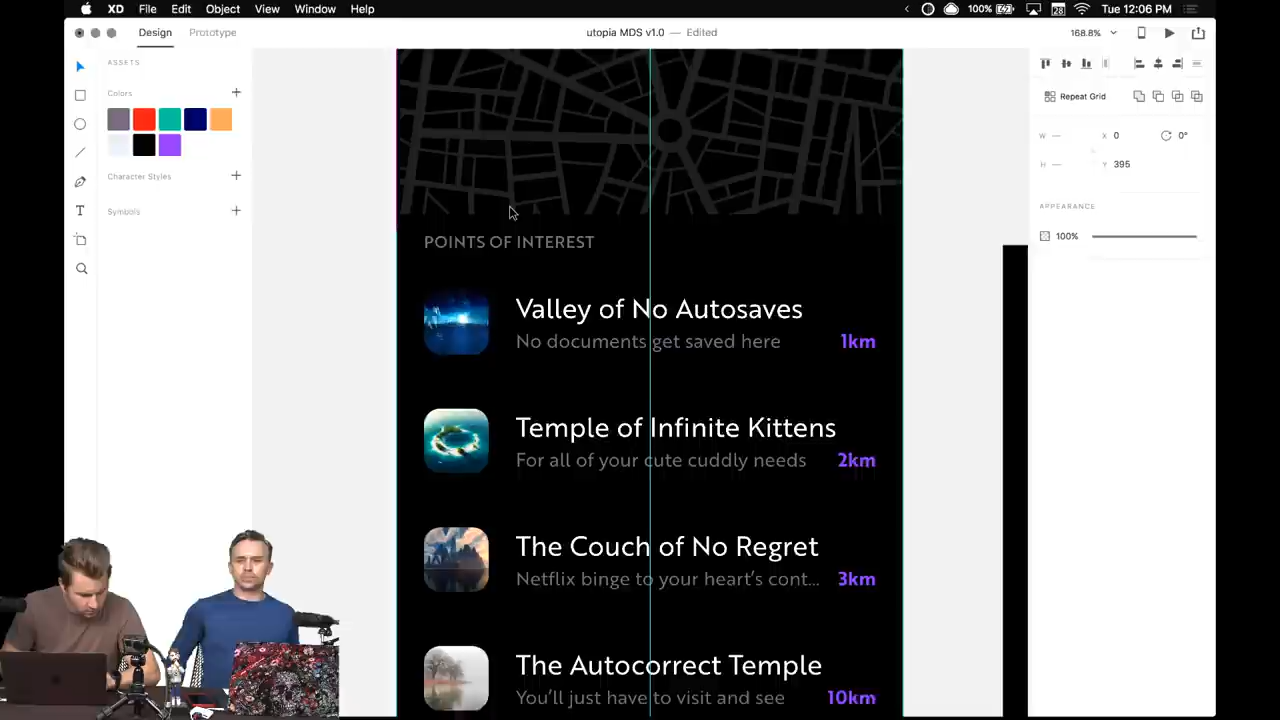 XD File Edit Object View Window Help
100% 28 Tue 12:06 PM
Design Prototype
utopia MDS v1.0 — Edited
168.8%
ASSETS
Colors
Character Styles
Symbols
T
Repeat Grid
W — X 0 0°
H — Y 395
APPEARANCE
100%
POINTS OF INTEREST
Valley of No Autosaves
No documents get saved here 1km
Temple of Infinite Kittens
For all of your cute cuddly needs 2km
The Couch of No Regret
Netflix binge to your heart’s cont... 3km
The Autocorrect Temple
You’ll just have to visit and see 10km